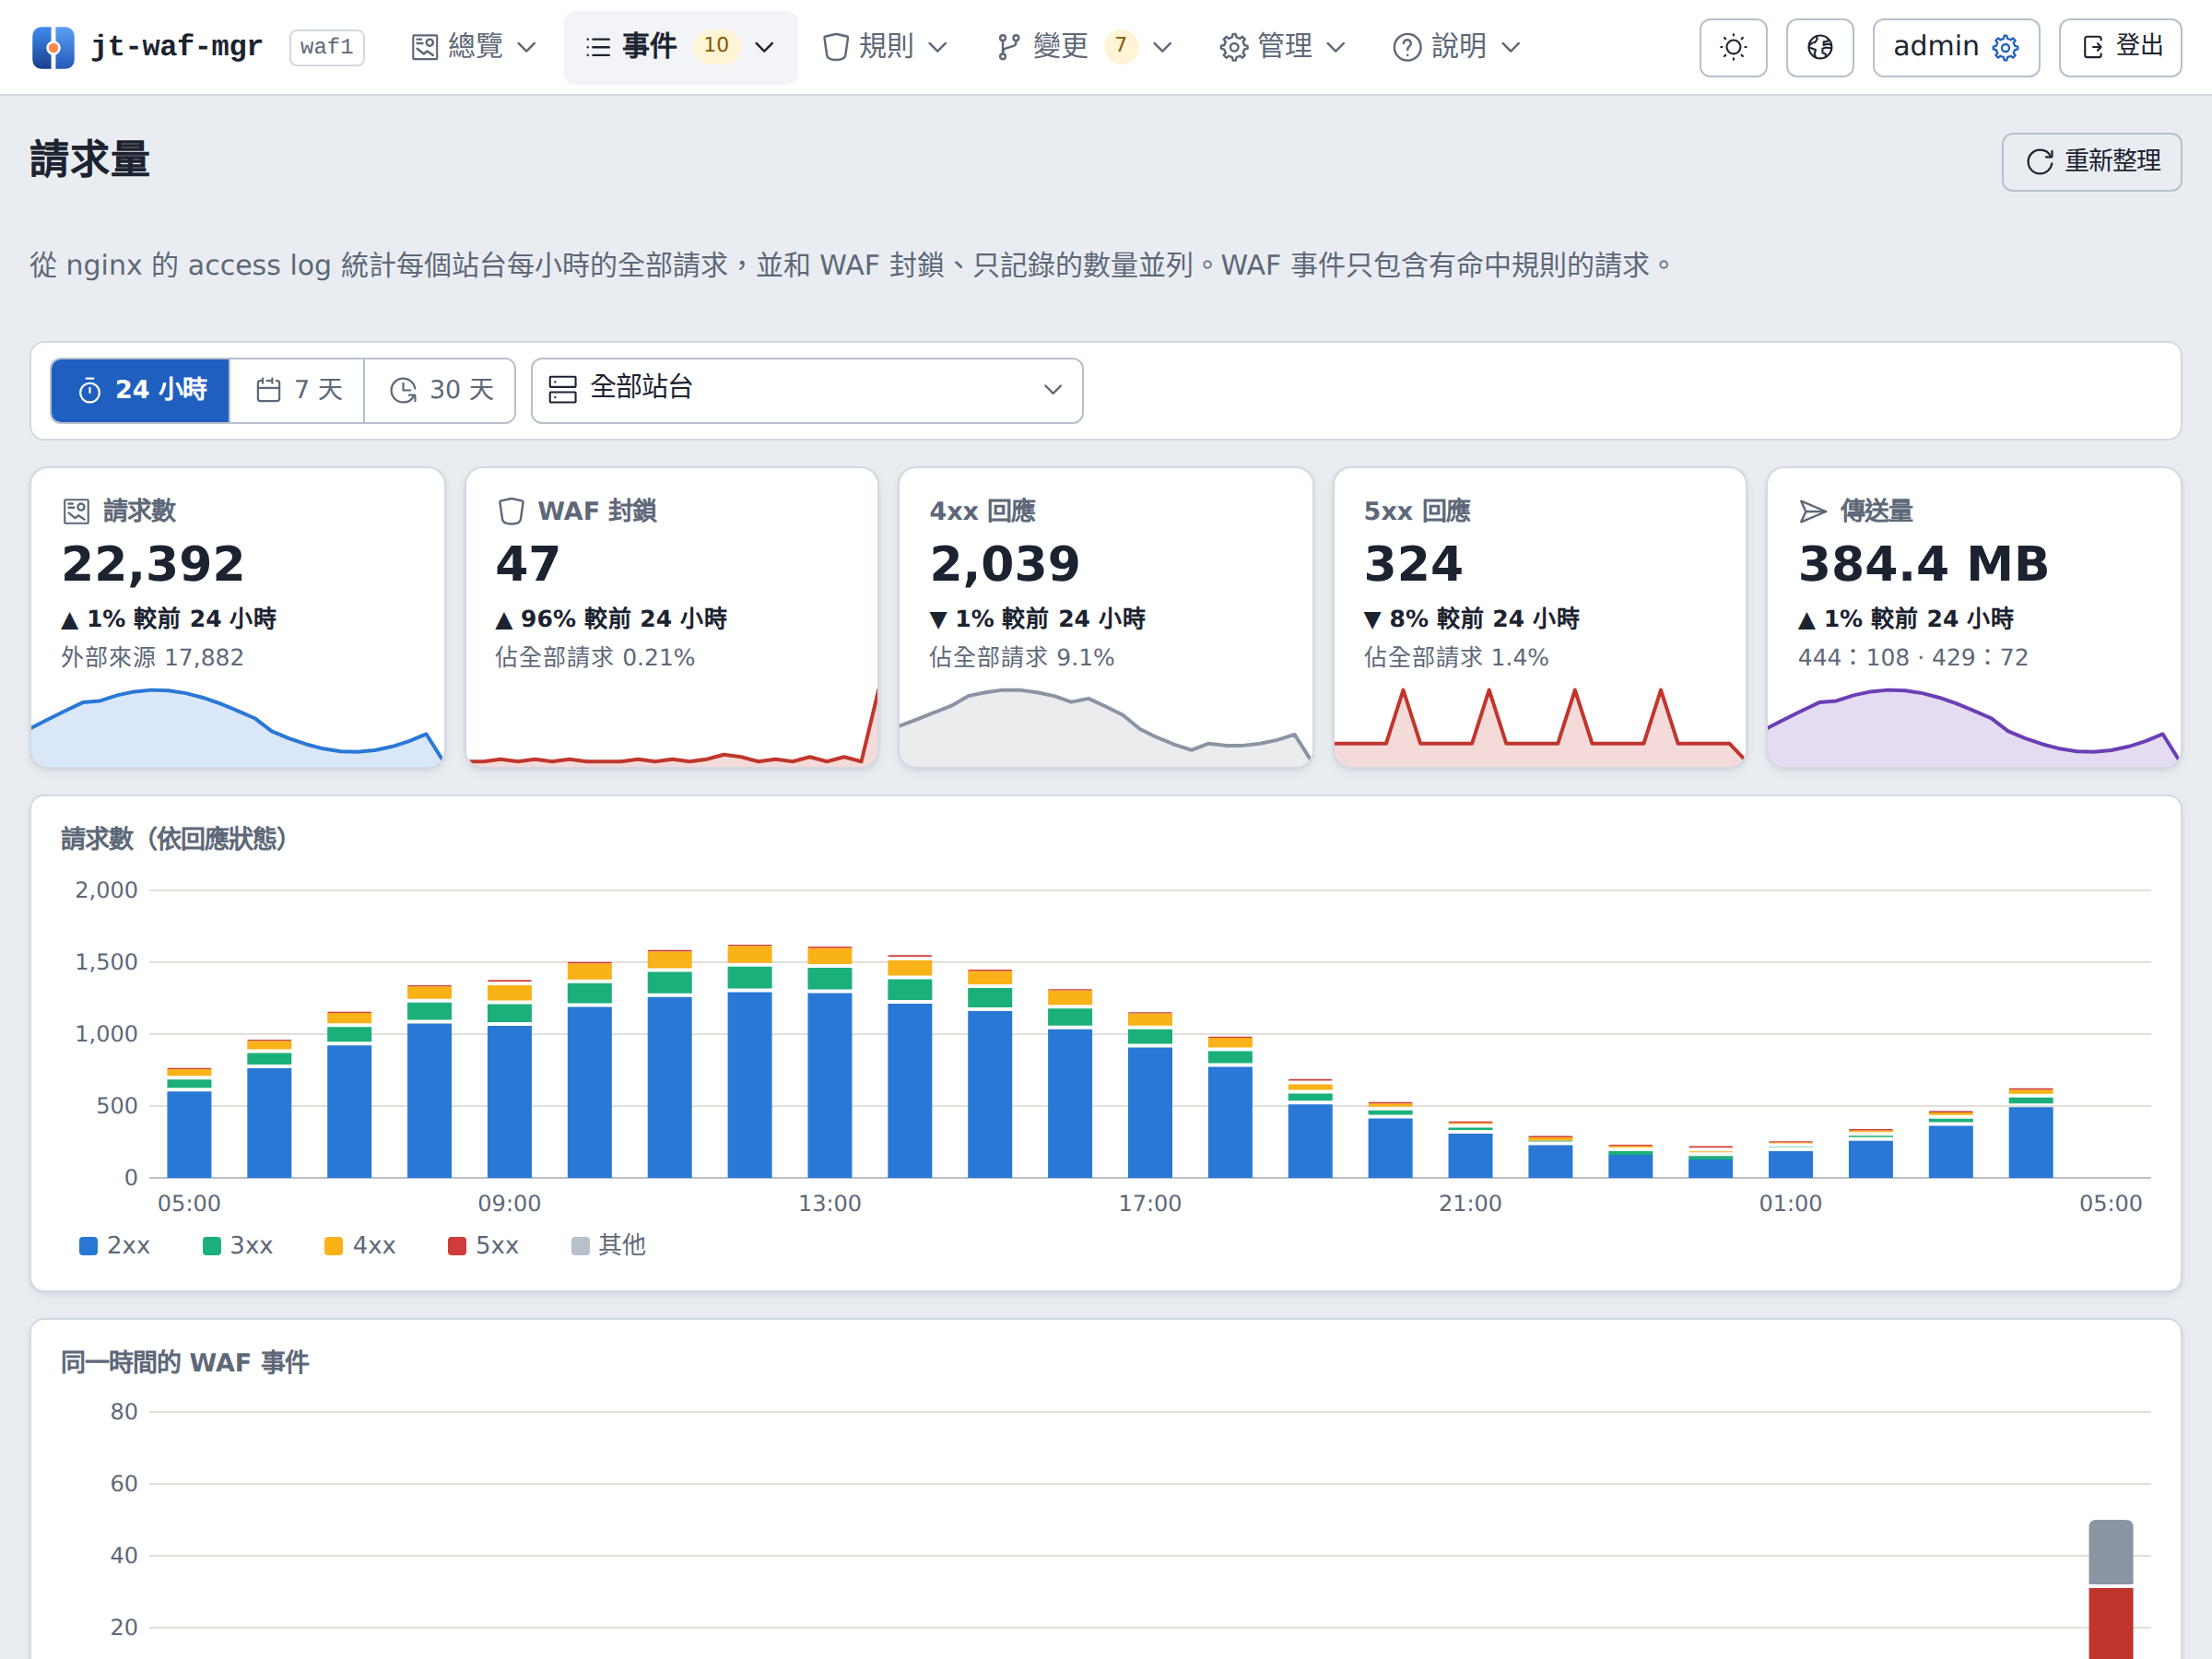 jt-waf-mgr waf1 總覽 事件 10 規則 變更 7 管理 說明 admin 登出
請求量
重新整理
從 nginx 的 access log 統計每個站台每小時的全部請求，並和 WAF 封鎖、只記錄的數量並列。WAF 事件只包含有命中規則的請求。
24 小時 7 天 30 天 全部站台
請求數
22,392
▲ 1% 較前 24 小時
外部來源 17,882
WAF 封鎖
47
▲ 96% 較前 24 小時
佔全部請求 0.21%
4xx 回應
2,039
▼ 1% 較前 24 小時
佔全部請求 9.1%
5xx 回應
324
▼ 8% 較前 24 小時
佔全部請求 1.4%
傳送量
384.4 MB
▲ 1% 較前 24 小時
444：108 · 429：72
請求數（依回應狀態）
2,000
1,500
1,000
500
0
05:00 09:00 13:00 17:00 21:00 01:00 05:00
2xx 3xx 4xx 5xx 其他
同一時間的 WAF 事件
80
60
40
20